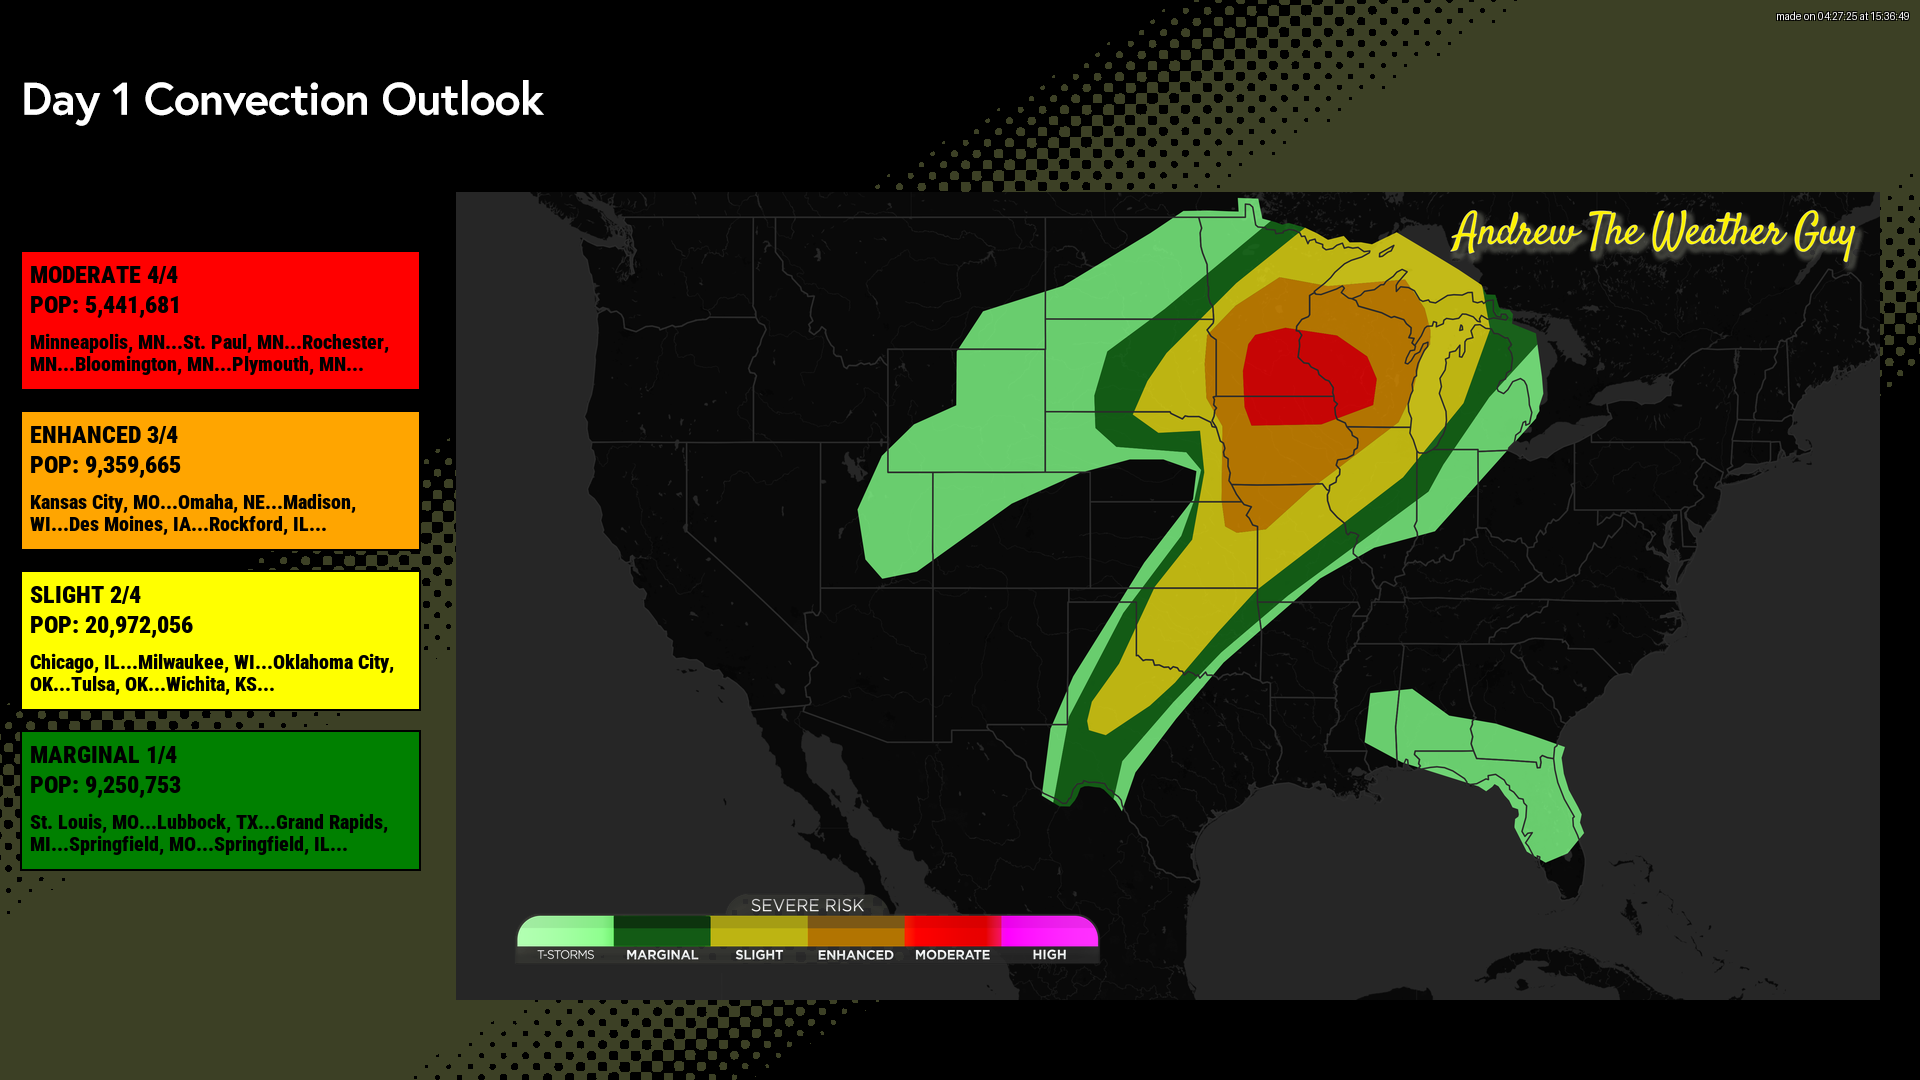 made on 04:27:25 at 15:36:49
Day 1 Convection Outlook
Andrew The Weather Guy
MODERATE 4/4
POP: 5,441,681
Minneapolis, MN...St. Paul, MN...Rochester,
MN...Bloomington, MN...Plymouth, MN...
ENHANCED 3/4
POP: 9,359,665
Kansas City, MO...Omaha, NE...Madison,
WI...Des Moines, IA...Rockford, IL...
SLIGHT 2/4
POP: 20,972,056
Chicago, IL...Milwaukee, WI...Oklahoma City,
OK...Tulsa, OK...Wichita, KS...
MARGINAL 1/4
POP: 9,250,753
St. Louis, MO...Lubbock, TX...Grand Rapids,
MI...Springfield, MO...Springfield, IL...
SEVERE RISK
T-STORMS MARGINAL SLIGHT ENHANCED MODERATE HIGH